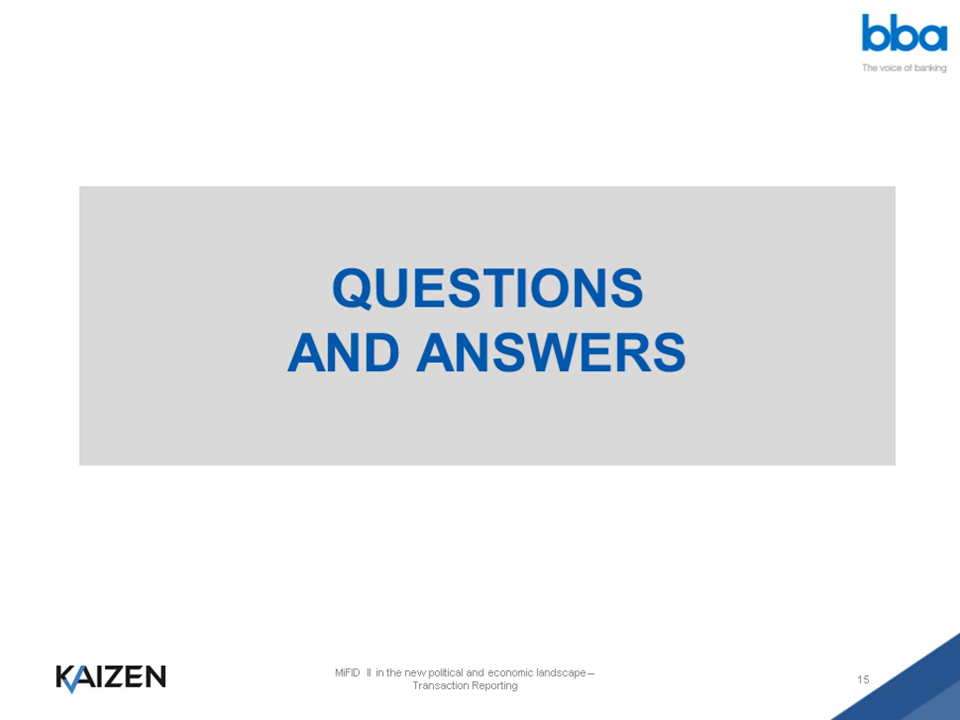 bba
The voice of banking
QUESTIONS
AND ANSWERS
KAIZEN
MiFID II in the new political and economic landscape –
Transaction Reporting
15